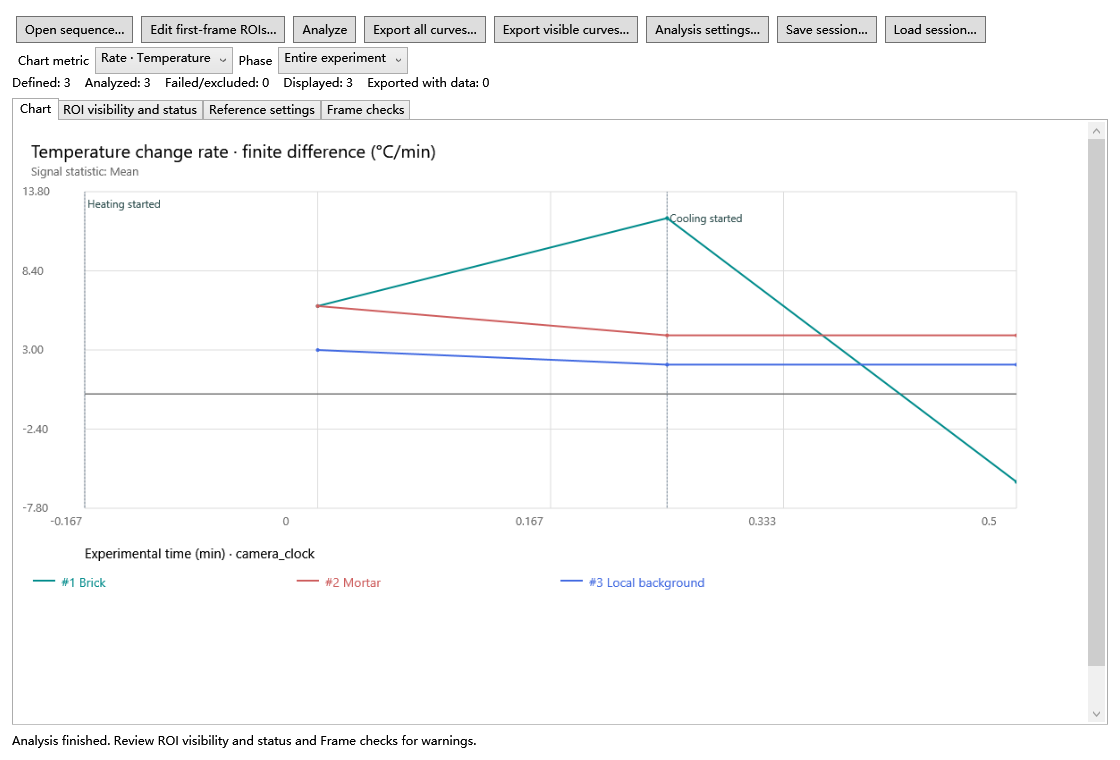 Open sequence... Edit first-frame ROIs... Analyze Export all curves... Export visible curves... Analysis settings... Save session... Load session...
Chart metric Rate · Temperature Phase Entire experiment
Defined: 3 Analyzed: 3 Failed/excluded: 0 Displayed: 3 Exported with data: 0
Chart ROI visibility and status Reference settings Frame checks
Temperature change rate · finite difference (°C/min)
Signal statistic: Mean
13.80
Heating started
Cooling started
8.40
3.00
-2.40
-7.80
-0.167 0 0.167 0.333 0.5
Experimental time (min) · camera_clock
#1 Brick #2 Mortar #3 Local background
Analysis finished. Review ROI visibility and status and Frame checks for warnings.